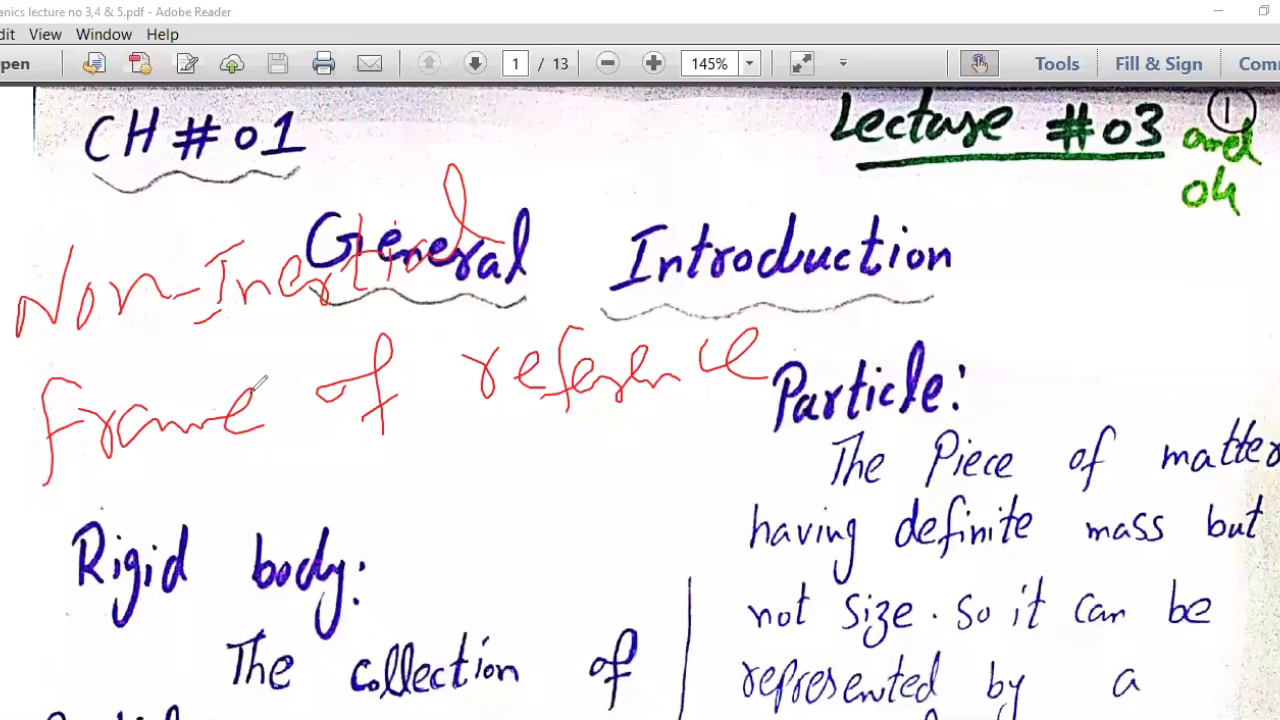 anics lecture no 3,4 & 5.pdf - Adobe Reader
dit View Window Help
pen 1 / 13 145% Tools Fill & Sign Com
CH # 01
Lecture # 03 1
and
04
General Introduction
Non-Inertial
frame of reference
Particle:
The Piece of matter
having definite mass but
not size. So it can be
represented by a
Rigid body:
The collection of